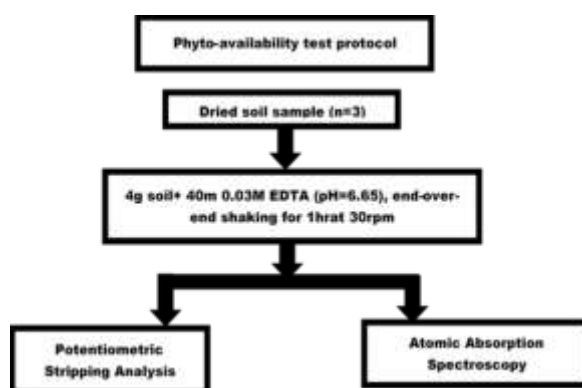 Phyto-availability test protocol
Dried soil sample (n=3)
4g soil+ 40m 0.03M EDTA (pH=6.65), end-over-
end shaking for 1hrat 30rpm
Potentiometric
Stripping Analysis
Atomic Absorption
Spectroscopy